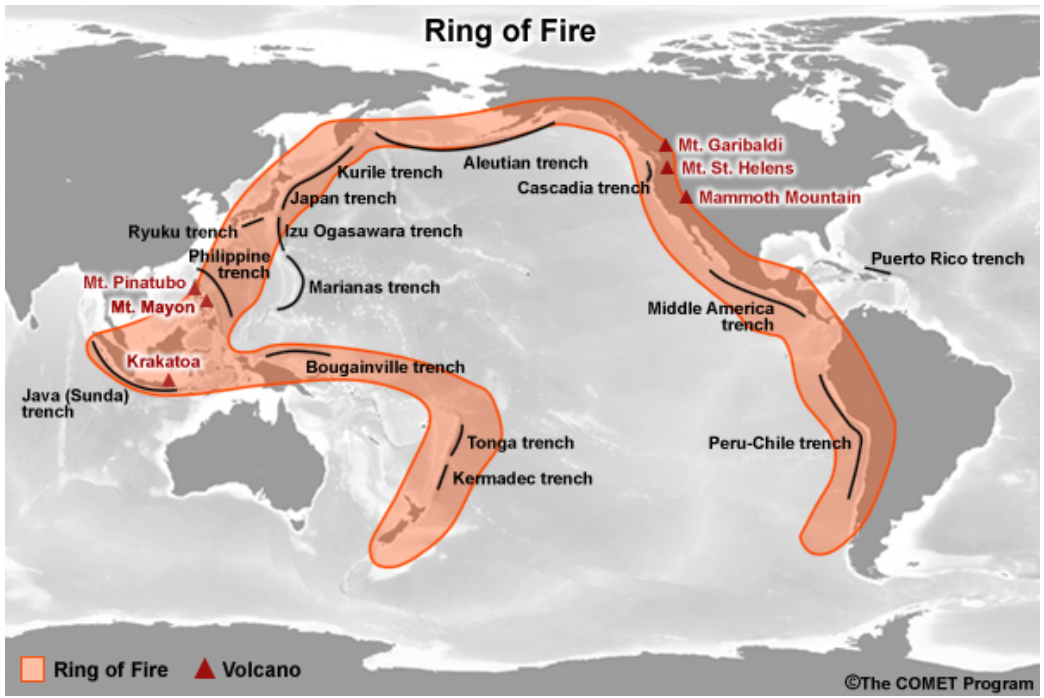 Ring of Fire
Mt. Garibaldi
Aleutian trench
Mt. St. Helens
Kurile trench
Cascadia trench
Japan trench
Mammoth Mountain
Ryuku trench
Izu Ogasawara trench
Philippine
trench
Puerto Rico trench
Mt. Pinatubo
Marianas trench
Mt. Mayon
Middle America
trench
Krakatoa
Bougainville trench
Java (Sunda)
trench
Tonga trench
Peru-Chile trench
Kermadec trench
Ring of Fire
Volcano
©The COMET Program